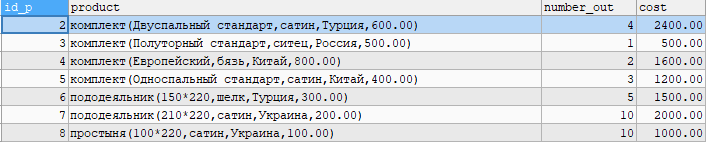 id_p product number_out cost
2 комплект(Двуспальный стандарт,сатин,Турция,600.00) 4 2400.00
3 комплект(Полуторный стандарт,ситец,Россия,500.00) 1 500.00
4 комплект(Европейский,бязь,Китай,800.00) 2 1600.00
5 комплект(Односпальный стандарт,сатин,Китай,400.00) 3 1200.00
6 пододеяльник(150*220,шелк,Турция,300.00) 5 1500.00
7 пододеяльник(210*220,сатин,Украина,200.00) 10 2000.00
8 простыня(100*220,сатин,Украина,100.00) 10 1000.00